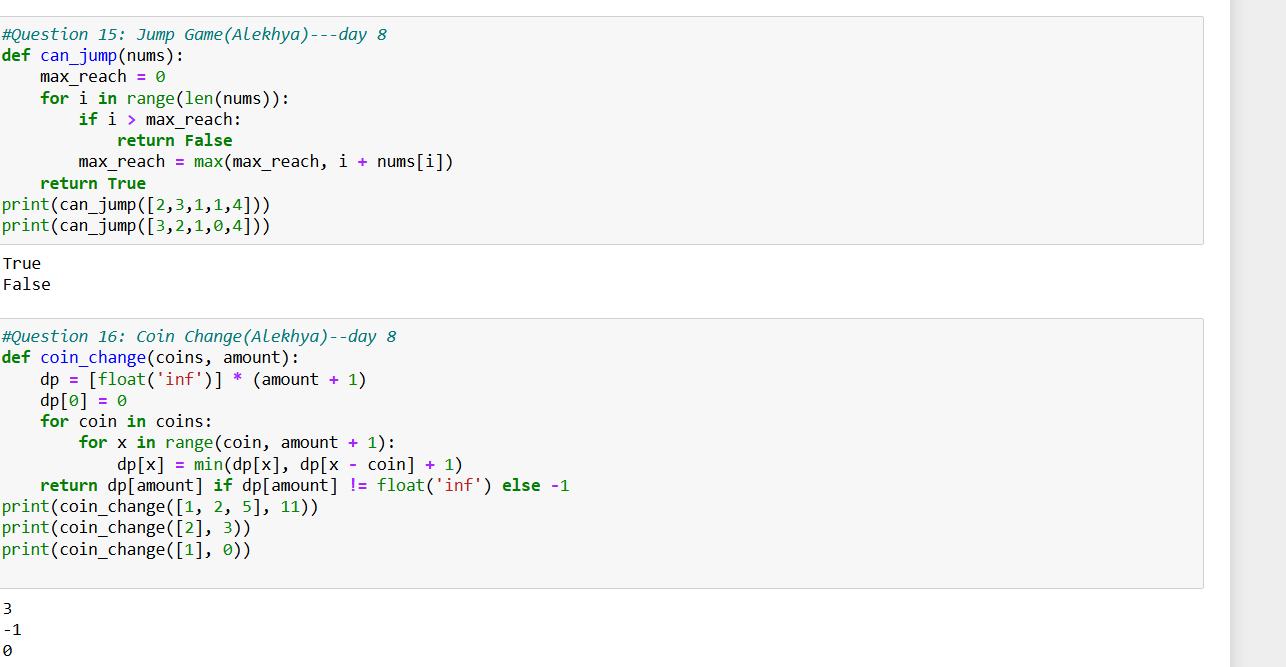 #Question 15: Jump Game(Alekhya)---day 8
def can_jump(nums):
    max_reach = 0
    for i in range(len(nums)):
        if i > max_reach:
            return False
        max_reach = max(max_reach, i + nums[i])
    return True
print(can_jump([2,3,1,1,4]))
print(can_jump([3,2,1,0,4]))
True
False
#Question 16: Coin Change(Alekhya)--day 8
def coin_change(coins, amount):
    dp = [float('inf')] * (amount + 1)
    dp[0] = 0
    for coin in coins:
        for x in range(coin, amount + 1):
            dp[x] = min(dp[x], dp[x - coin] + 1)
    return dp[amount] if dp[amount] != float('inf') else -1
print(coin_change([1, 2, 5], 11))
print(coin_change([2], 3))
print(coin_change([1], 0))
3
-1
0